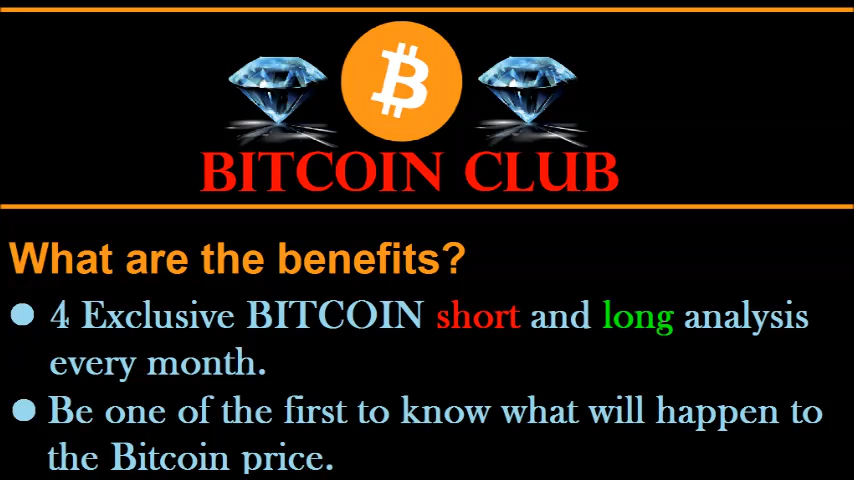 BITCOIN CLUB
What are the benefits?
● 4 Exclusive BITCOIN short and long analysis
every month.
● Be one of the first to know what will happen to
the Bitcoin price.